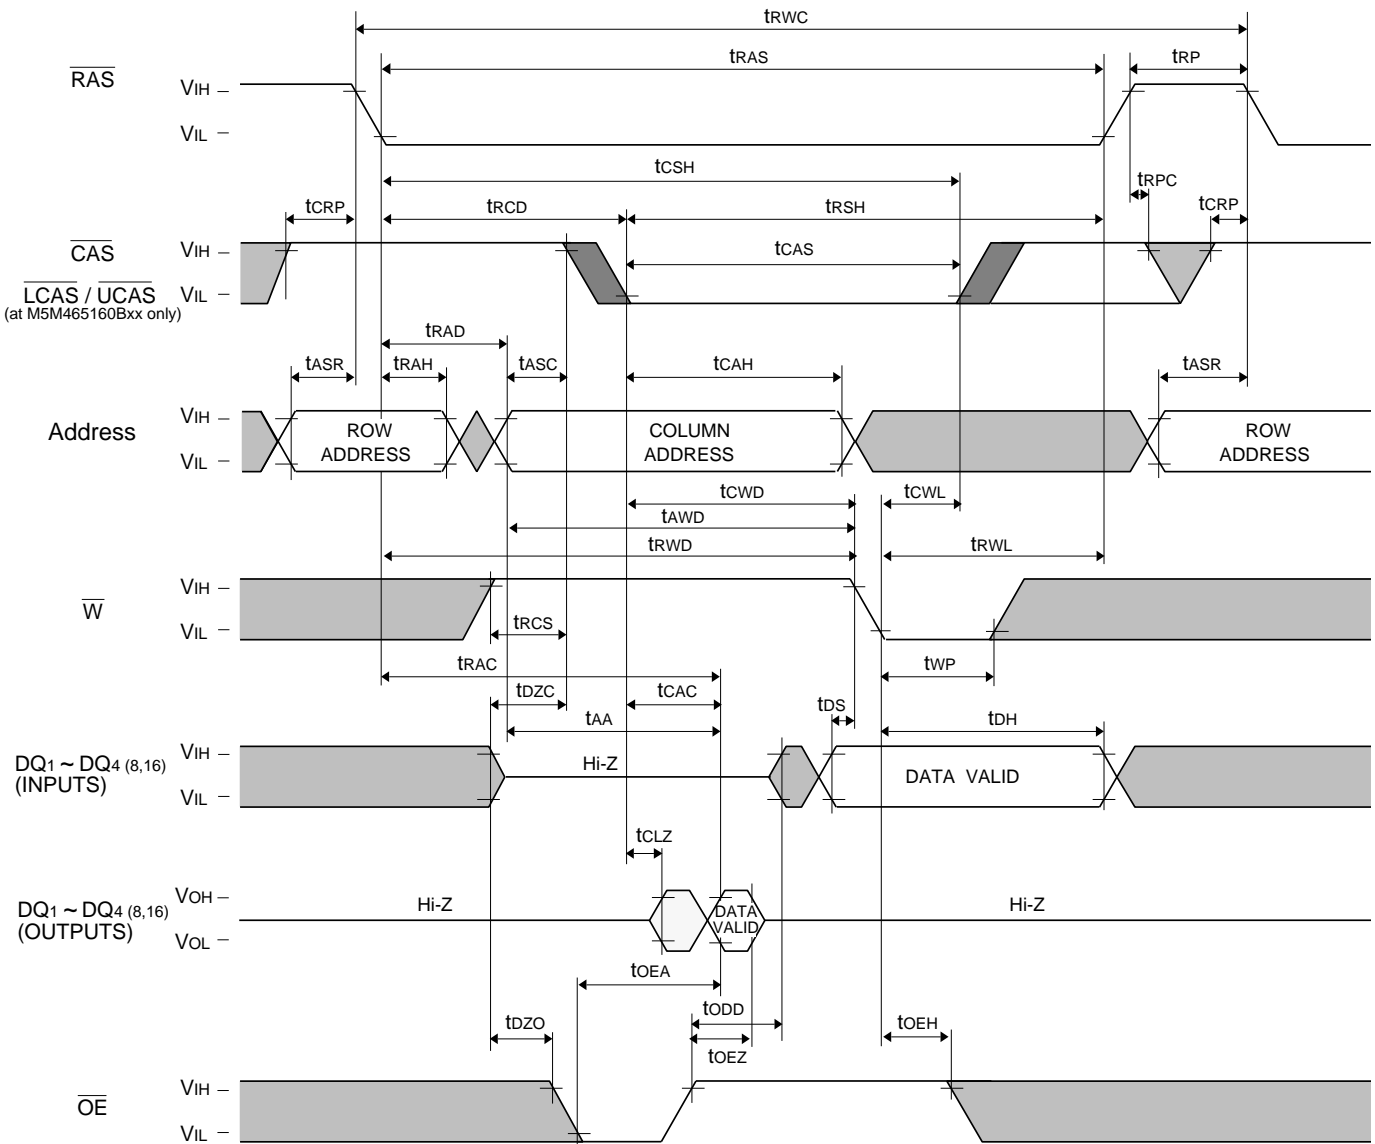 tRWC
tRAS
tRP
RAS
VIH
VIL
tCSH
tRPC
tCRP
tRCD
tRSH
tCRP
CAS
VIH
tCAS
LCAS / UCAS
VIL
(at M5M465160Bxx only)
tRAD
tASR
tRAH
tASC
tCAH
tASR
Address
VIH
VIL
ROW ADDRESS
COLUMN ADDRESS
ROW ADDRESS
tCWD
tCWL
tAWD
tRWD
tRWL
W
VIH
VIL
tRCS
tRAC
tWP
tDZC
tCAC
tDS
tAA
tDH
DQ1 ~ DQ4 (8,16)
(INPUTS)
VIH
VIL
Hi-Z
DATA VALID
tCLZ
DQ1 ~ DQ4 (8,16)
(OUTPUTS)
VOH
VOL
Hi-Z
DATA
VALID
Hi-Z
tOEA
tODD
tDZO
tOEZ
tOEH
OE
VIH
VIL